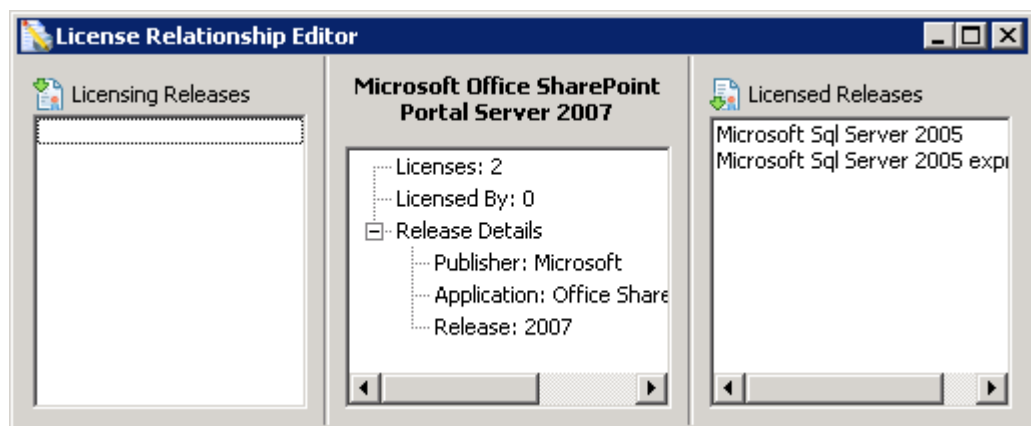 License Relationship Editor
Licensing Releases
Microsoft Office SharePoint
Portal Server 2007
Licenses: 2
Licensed By: 0
Release Details
Publisher: Microsoft
Application: Office Share
Release: 2007
Licensed Releases
Microsoft Sql Server 2005
Microsoft Sql Server 2005 expr